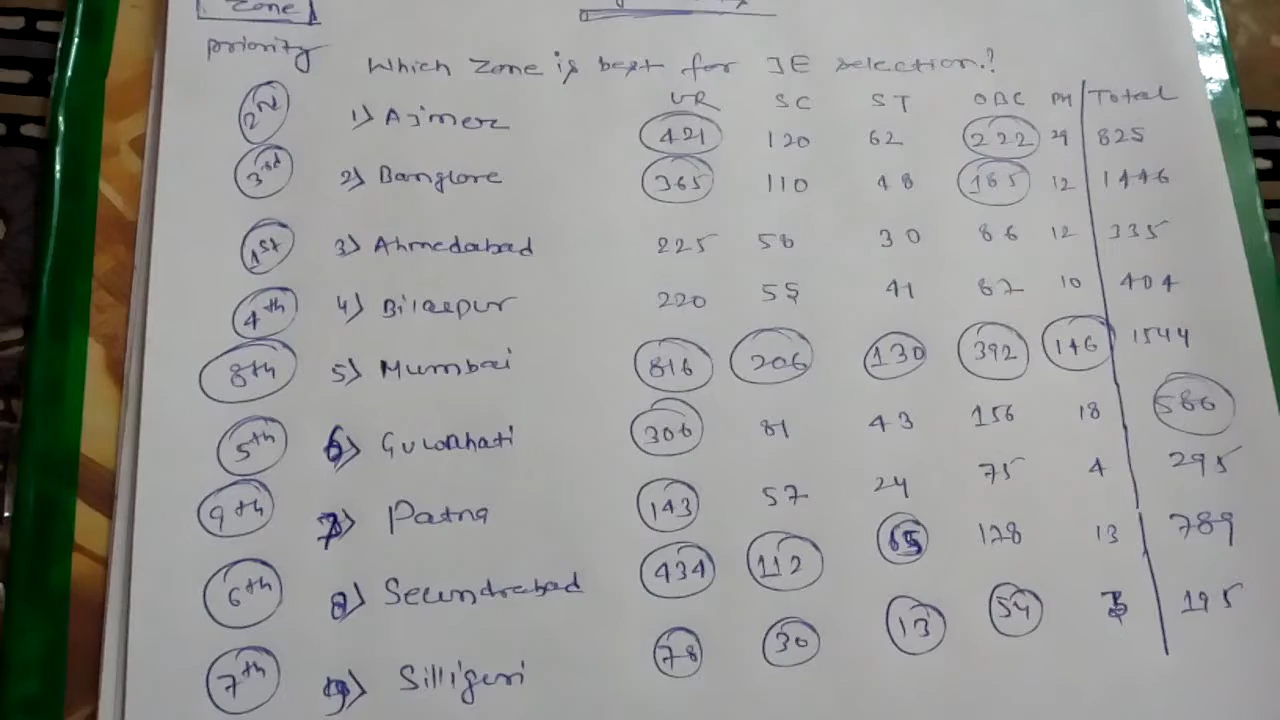 Zone
priority
Which Zone is best for JE selection.?
UR SC ST OBC PH Total
2nd 1) Ajmer 421 120 62 222 29 825
3rd 2) Banglore 365 110 48 185 12 1446
1st 3) Ahmedabad 225 58 30 86 12 335
4th 4) Bilaspur 220 55 41 87 10 404
8th 5) Mumbai 816 206 130 392 146 1544
5th 6) Guwahati 306 81 43 156 18 586
9th 7) Patna 143 57 24 75 4 295
6th 8) Secundrabad 434 112 65 128 13 789
7th 9) Silliguri 78 30 13 54 195